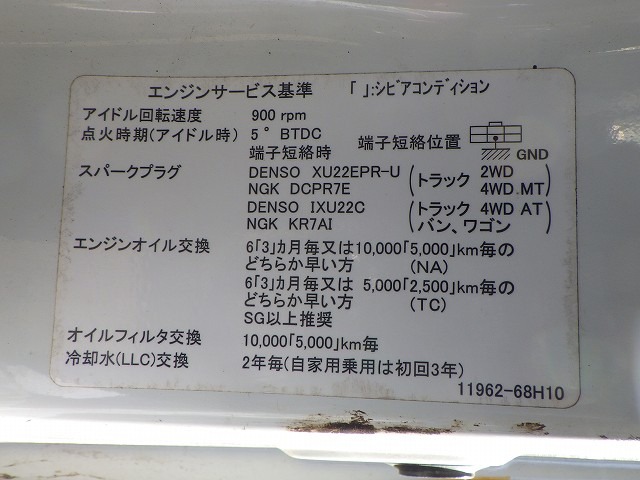 エンジンサービス基準 「 」:シビアコンディション
アイドル回転速度 900 rpm
点火時期(アイドル時) 5° BTDC
端子短絡時 端子短絡位置 GND
スパークプラグ DENSO XU22EPR-U (トラック 2WD
NGK DCPR7E 4WD MT)
DENSO IXU22C (トラック 4WD AT
NGK KR7AI バン、ワゴン)
エンジンオイル交換 6「3」カ月毎又は10,000「5,000」km毎の
どちらか早い方 (NA)
6「3」カ月毎又は 5,000「2,500」km毎の
どちらか早い方 (TC)
SG以上推奨
オイルフィルタ交換 10,000「5,000」km毎
冷却水(LLC)交換 2年毎(自家用乗用は初回3年)
11962-68H10